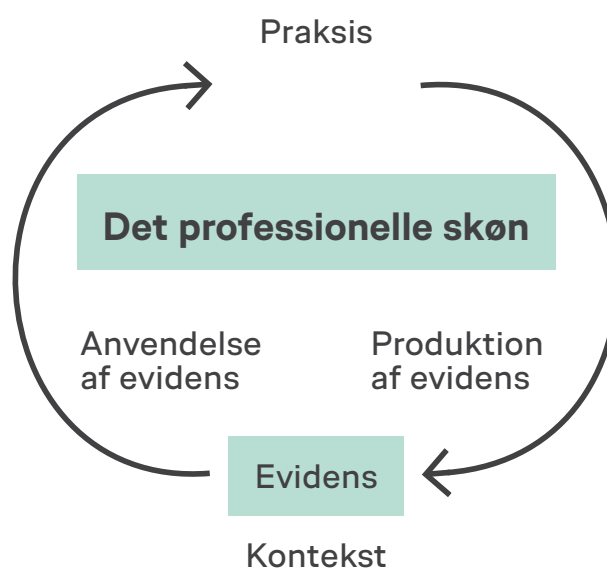 Praksis
Det professionelle skøn
Anvendelse
af evidens
Produktion
af evidens
Evidens
Kontekst